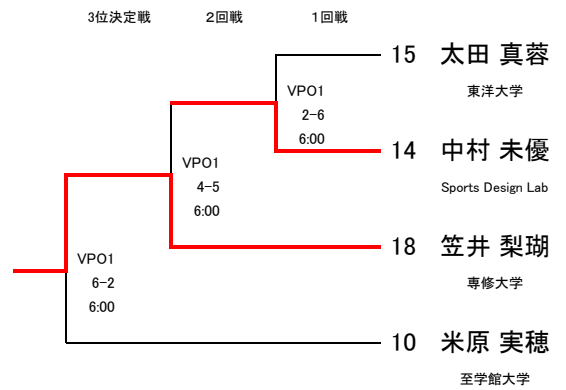 3位決定戦 2回戦 1回戦
15 太田 真蓉
東洋大学
VPO1
2-6
6:00
14 中村 未優
Sports Design Lab
VPO1
4-5
6:00
18 笠井 梨瑚
専修大学
VPO1
6-2
6:00
10 米原 実穂
至学館大学